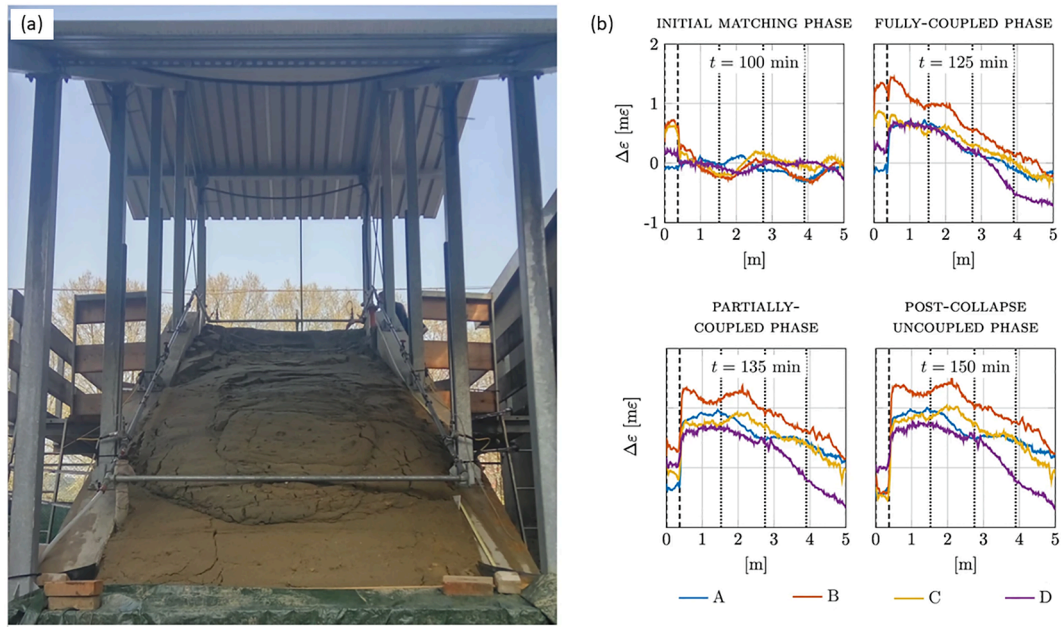 (a)
(b)
INITIAL MATCHING PHASE
FULLY-COUPLED PHASE
2
1
0
-1
Δε [mε]
t = 100 min
t = 125 min
0 1 2 3 4 5
0 1 2 3 4 5
[m]
[m]
PARTIALLY-
COUPLED PHASE
POST-COLLAPSE
UNCOUPLED PHASE
Δε [mε]
t = 135 min
t = 150 min
0 1 2 3 4 5
0 1 2 3 4 5
[m]
[m]
A B C D